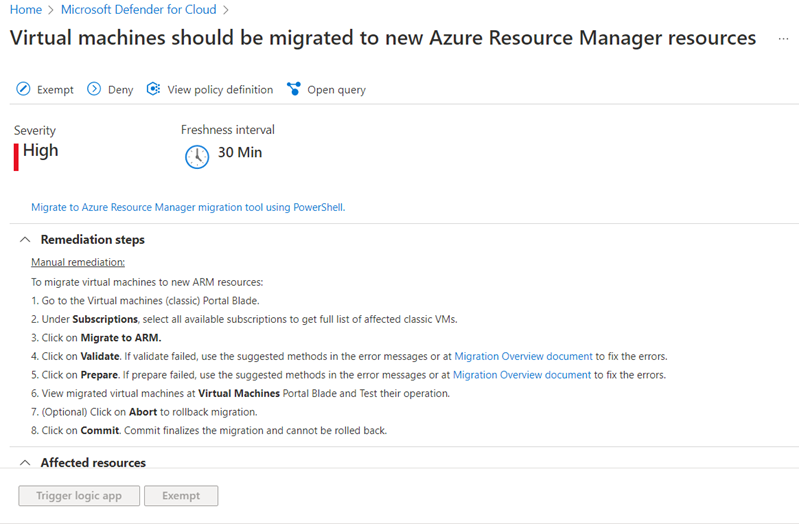 Home > Microsoft Defender for Cloud >
Virtual machines should be migrated to new Azure Resource Manager resources ...
Exempt Deny View policy definition Open query
Severity Freshness interval
High 30 Min
Migrate to Azure Resource Manager migration tool using PowerShell.
Remediation steps
Manual remediation:
To migrate virtual machines to new ARM resources:
1. Go to the Virtual machines (classic) Portal Blade.
2. Under Subscriptions, select all available subscriptions to get full list of affected classic VMs.
3. Click on Migrate to ARM.
4. Click on Validate. If validate failed, use the suggested methods in the error messages or at Migration Overview document to fix the errors.
5. Click on Prepare. If prepare failed, use the suggested methods in the error messages or at Migration Overview document to fix the errors.
6. View migrated virtual machines at Virtual Machines Portal Blade and Test their operation.
7. (Optional) Click on Abort to rollback migration.
8. Click on Commit. Commit finalizes the migration and cannot be rolled back.
Affected resources
Trigger logic app Exempt